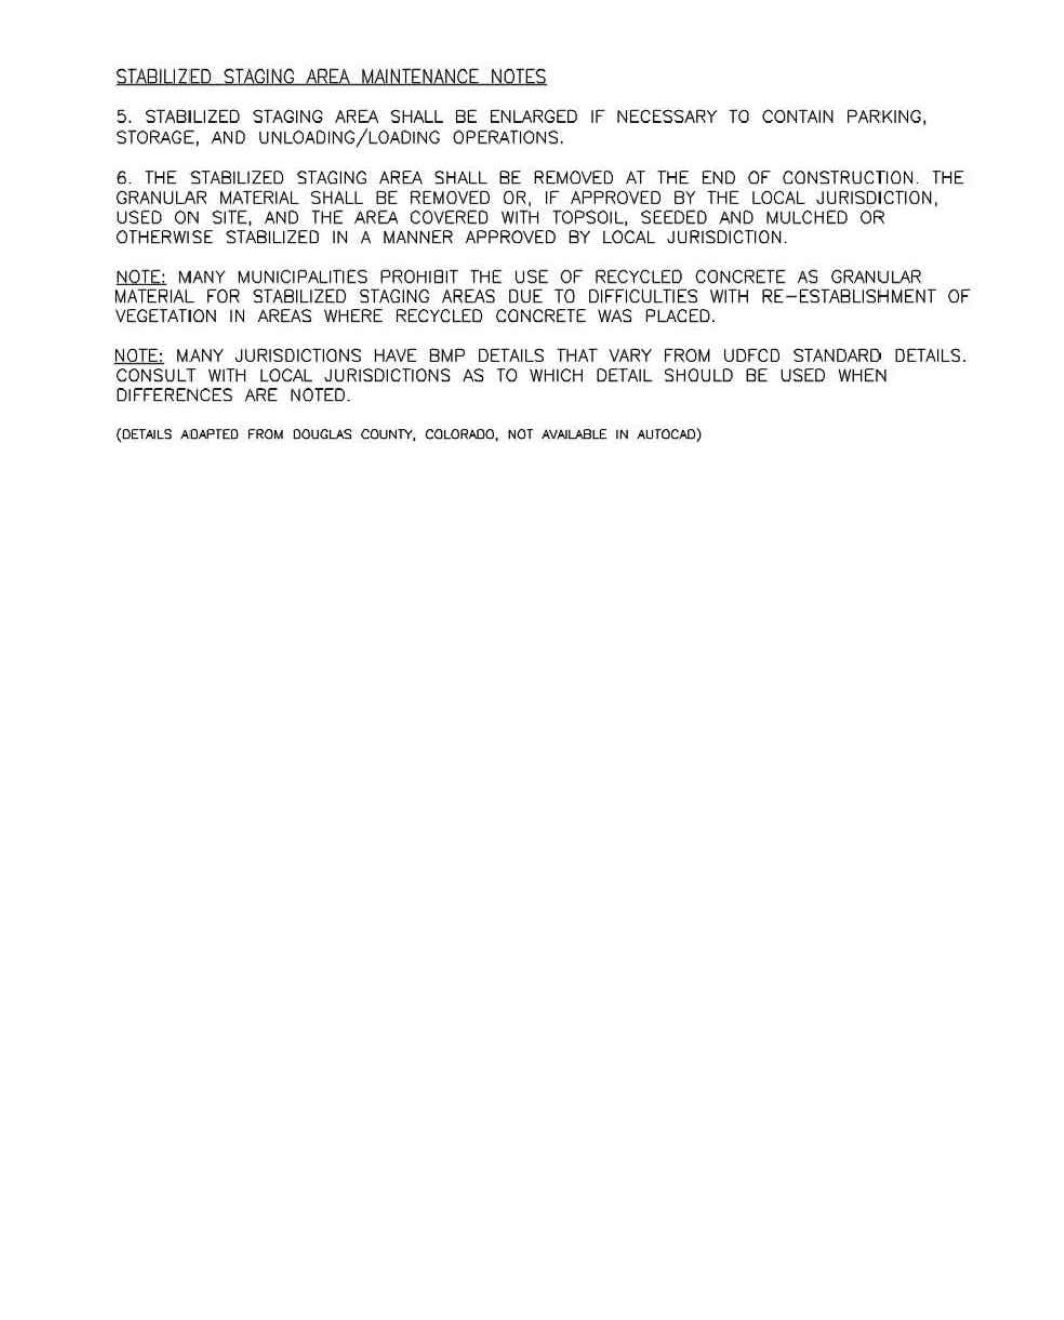 STABILIZED STAGING AREA MAINTENANCE NOTES
5. STABILIZED STAGING AREA SHALL BE ENLARGED IF NECESSARY TO CONTAIN PARKING,
STORAGE, AND UNLOADING/LOADING OPERATIONS.
6. THE STABILIZED STAGING AREA SHALL BE REMOVED AT THE END OF CONSTRUCTION. THE
GRANULAR MATERIAL SHALL BE REMOVED OR, IF APPROVED BY THE LOCAL JURISDICTION,
USED ON SITE, AND THE AREA COVERED WITH TOPSOIL, SEEDED AND MULCHED OR
OTHERWISE STABILIZED IN A MANNER APPROVED BY LOCAL JURISDICTION.
NOTE: MANY MUNICIPALITIES PROHIBIT THE USE OF RECYCLED CONCRETE AS GRANULAR
MATERIAL FOR STABILIZED STAGING AREAS DUE TO DIFFICULTIES WITH RE-ESTABLISHMENT OF
VEGETATION IN AREAS WHERE RECYCLED CONCRETE WAS PLACED.
NOTE: MANY JURISDICTIONS HAVE BMP DETAILS THAT VARY FROM UDFCD STANDARD DETAILS.
CONSULT WITH LOCAL JURISDICTIONS AS TO WHICH DETAIL SHOULD BE USED WHEN
DIFFERENCES ARE NOTED.
(DETAILS ADAPTED FROM DOUGLAS COUNTY, COLORADO, NOT AVAILABLE IN AUTOCAD)